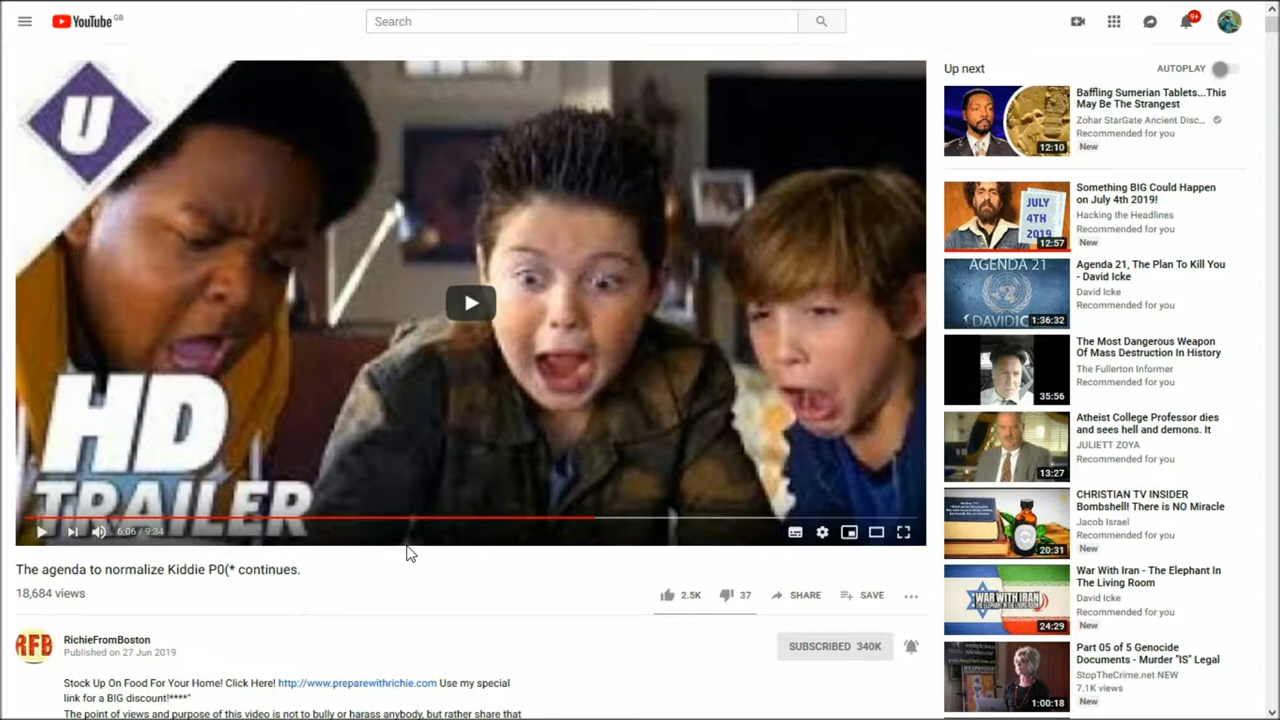 YouTube GB
Search
9+
U
HD
TRAILER
6:06 / 9:34
The agenda to normalize Kiddie P0(* continues.
18,684 views
2.5K
37
SHARE
SAVE
RFB
RichieFromBoston
Published on 27 Jun 2019
SUBSCRIBED 340K
Stock Up On Food For Your Home! Click Here! http://www.preparewithrichie.com Use my special
link for a BIG discount!****"
The point of views and purpose of this video is not to bully or harass anybody, but rather share that
Up next
AUTOPLAY
12:10
Baffling Sumerian Tablets...This
May Be The Strangest
Zohar StarGate Ancient Disc...
Recommended for you
New
JULY
4TH
2019
12:57
Something BIG Could Happen
on July 4th 2019!
Hacking the Headlines
Recommended for you
New
AGENDA 21
DAVID IC
1:36:32
Agenda 21, The Plan To Kill You
- David Icke
David Icke
Recommended for you
35:56
The Most Dangerous Weapon
Of Mass Destruction In History
The Fullerton Informer
Recommended for you
13:27
Atheist College Professor dies
and sees hell and demons. It
JULIETT ZOYA
Recommended for you
20:31
CHRISTIAN TV INSIDER
Bombshell! There is NO Miracle
Jacob Israel
Recommended for you
New
WAR WITH IRAN
THE ELEPHANT IN
24:29
War With Iran - The Elephant In
The Living Room
David Icke
Recommended for you
New
1:00:18
Part 05 of 5 Genocide
Documents - Murder "IS" Legal
StopTheCrime.net NEW
7.1K views
New